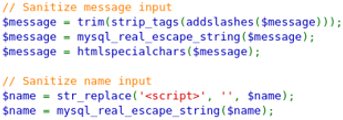 // Sanitize message input
$message = trim(strip_tags(addslashes($message)));
$message = mysql_real_escape_string($message);
$message = htmlspecialchars($message);
// Sanitize name input
$name = str_replace('<script>', '', $name);
$name = mysql_real_escape_string($name);